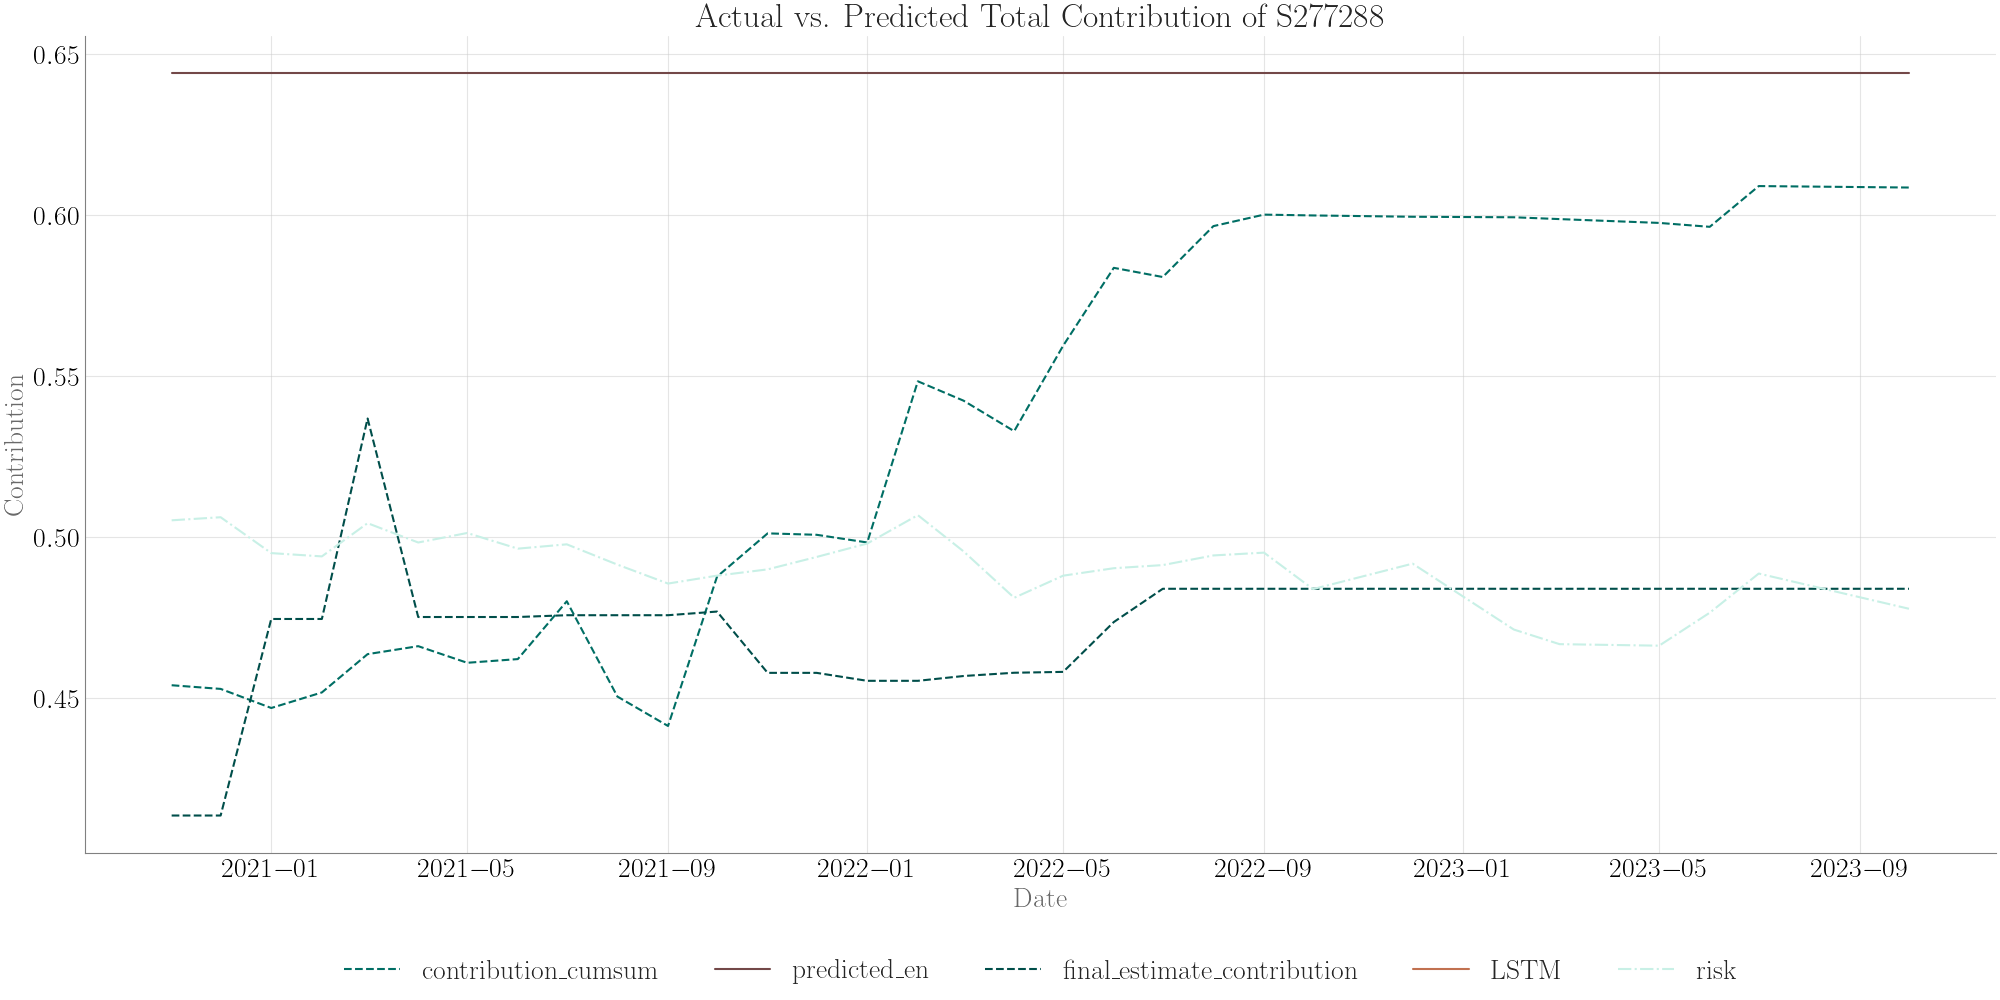 Actual vs. Predicted Total Contribution of S277288
0.65
0.60
0.55
0.50
0.45
Contribution
2021−01 2021−05 2021−09 2022−01 2022−05 2022−09 2023−01 2023−05 2023−09
Date
contribution_cumsum predicted_en final_estimate_contribution LSTM risk